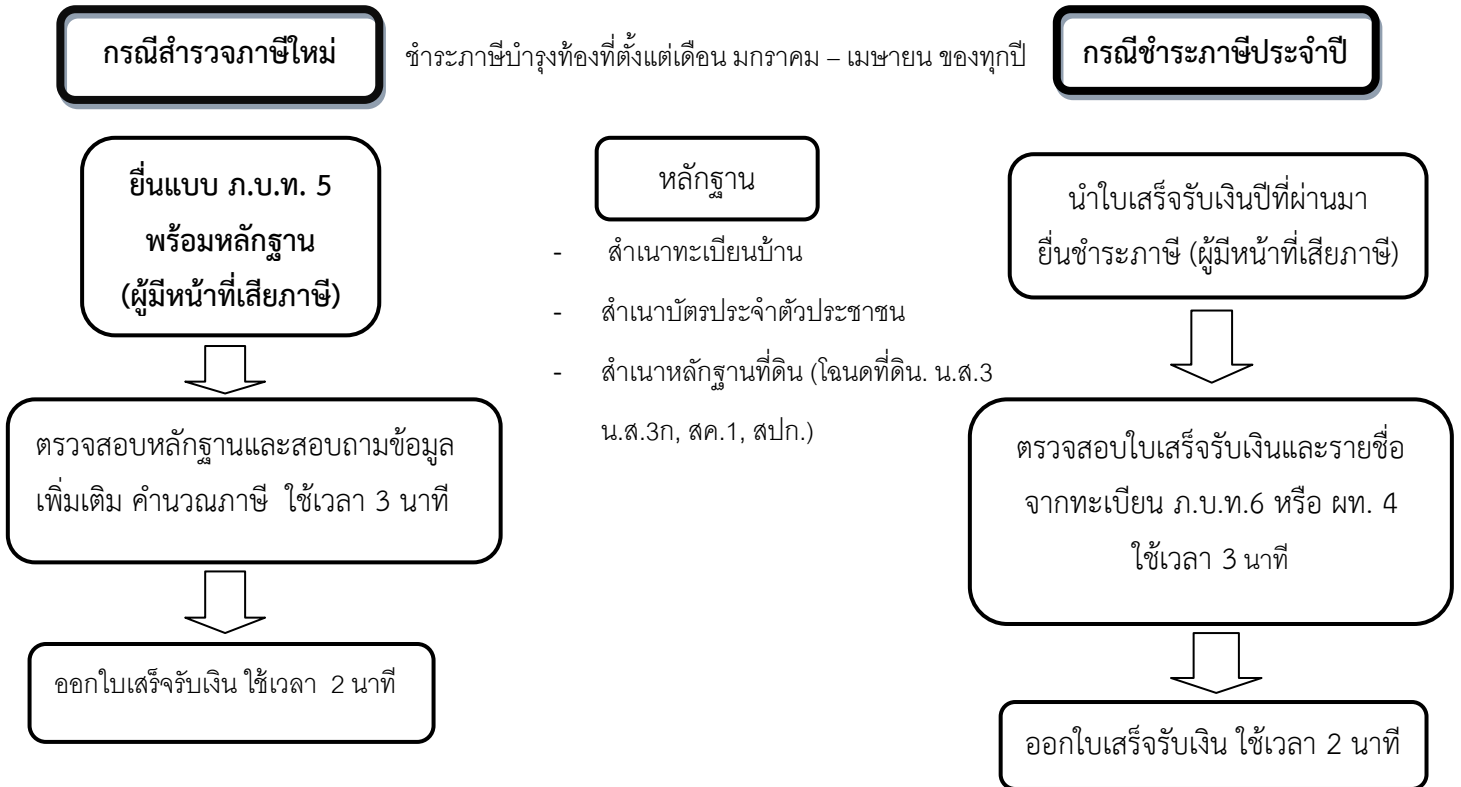 กรณีสำรวจภาษีใหม่
ชำระภาษีบำรุงท้องที่ตั้งแต่เดือน มกราคม – เมษายน ของทุกปี
กรณีชำระภาษีประจำปี
ยื่นแบบ ภ.บ.ท. 5
พร้อมหลักฐาน
(ผู้มีหน้าที่เสียภาษี)
ตรวจสอบหลักฐานและสอบถามข้อมูล
เพิ่มเติม คำนวณภาษี ใช้เวลา 3 นาที
ออกใบเสร็จรับเงิน ใช้เวลา 2 นาที
หลักฐาน
- สำเนาทะเบียนบ้าน
- สำเนาบัตรประจำตัวประชาชน
- สำเนาหลักฐานที่ดิน (โฉนดที่ดิน. น.ส.3
น.ส.3ก, สค.1, สปก.)
นำใบเสร็จรับเงินปีที่ผ่านมา
ยื่นชำระภาษี (ผู้มีหน้าที่เสียภาษี)
ตรวจสอบใบเสร็จรับเงินและรายชื่อ
จากทะเบียน ภ.บ.ท.6 หรือ ผท. 4
ใช้เวลา 3 นาที
ออกใบเสร็จรับเงิน ใช้เวลา 2 นาที